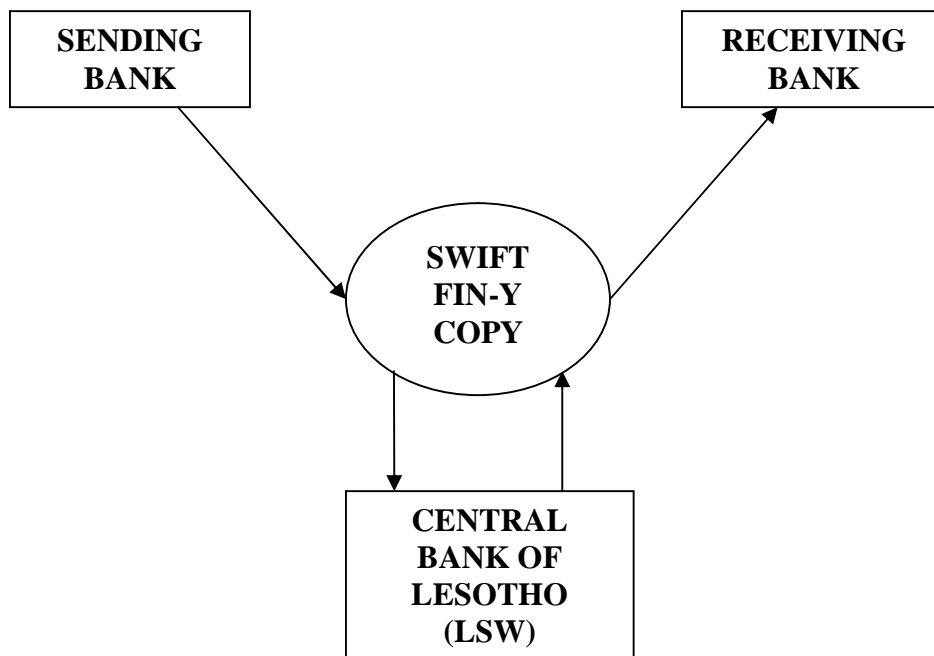 SENDING
BANK
RECEIVING
BANK
SWIFT
FIN-Y
COPY
CENTRAL
BANK OF
LESOTHO
(LSW)